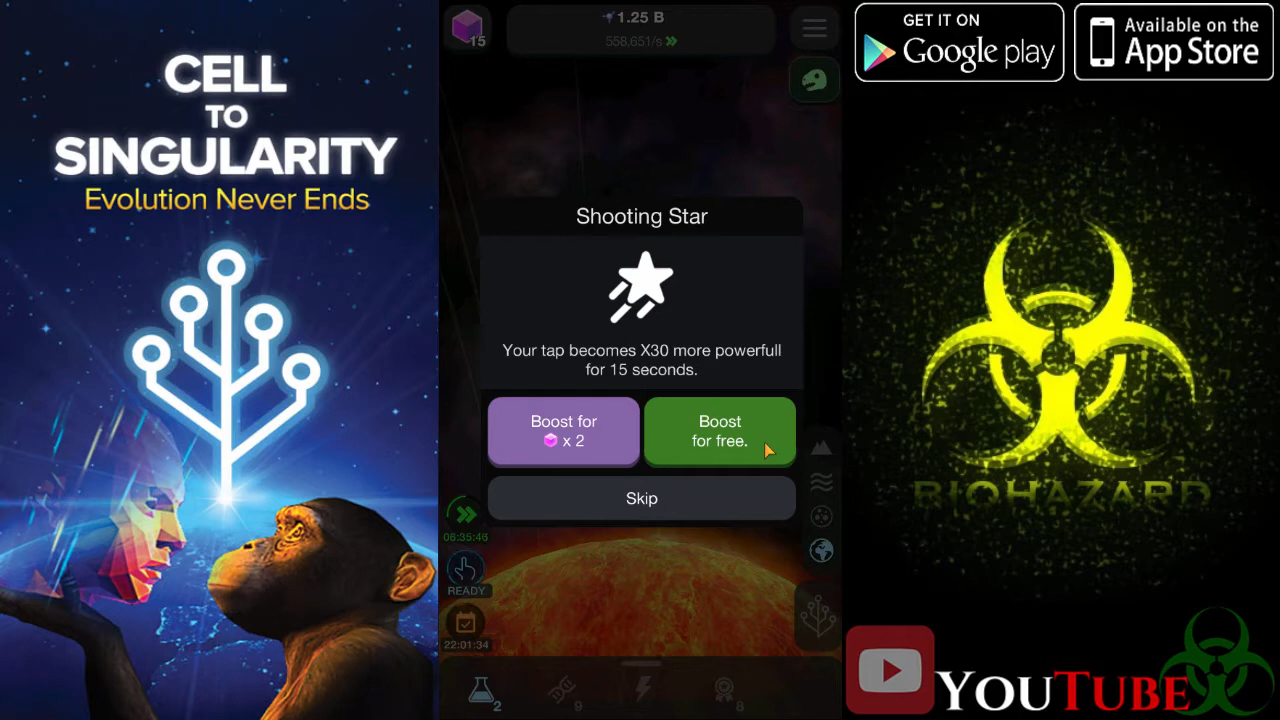 CELL
TO
SINGULARITY
Evolution Never Ends
15
1.25 B
558,651/s
Shooting Star
Your tap becomes X30 more powerfull
for 15 seconds.
Boost for
x 2
Boost
for free.
Skip
06:35:46
READY
22:01:34
2
9
8
GET IT ON
Google play
Available on the
App Store
BIOHAZARD
YOUTUBE